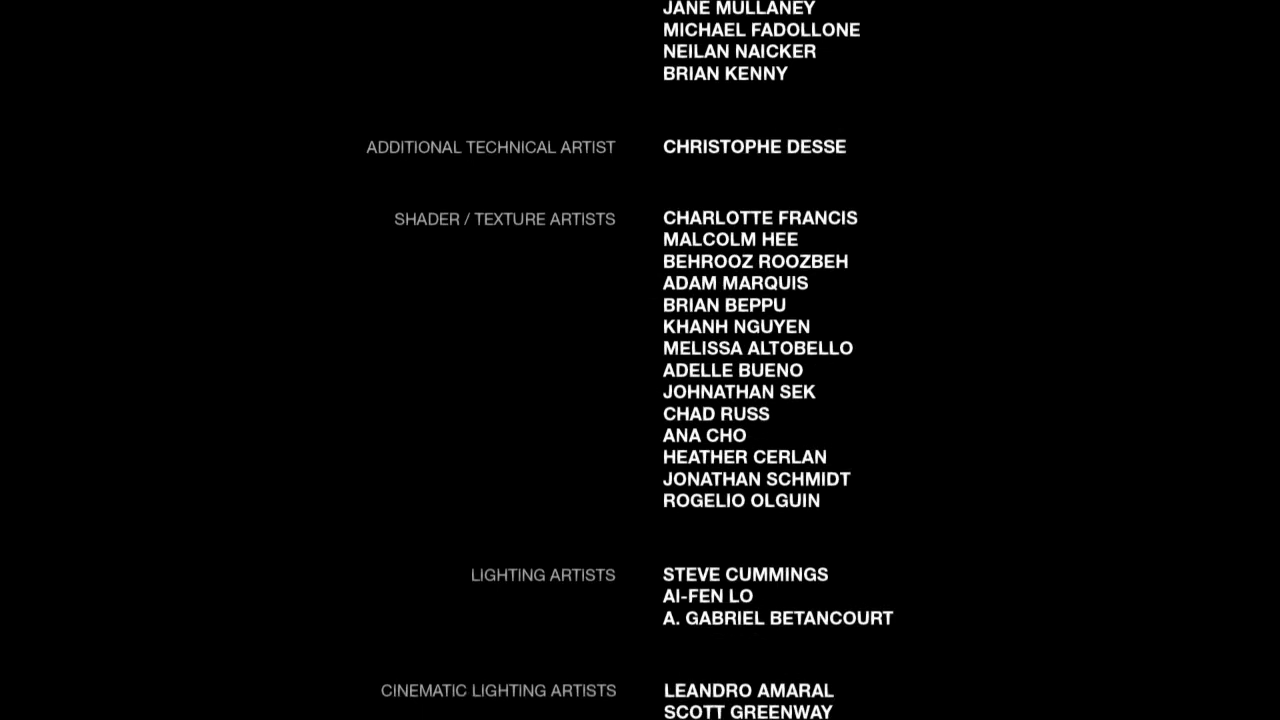 JANE MULLANEY
MICHAEL FADOLLONE
NEILAN NAICKER
BRIAN KENNY
ADDITIONAL TECHNICAL ARTIST CHRISTOPHE DESSE
SHADER / TEXTURE ARTISTS CHARLOTTE FRANCIS
MALCOLM HEE
BEHROOZ ROOZBEH
ADAM MARQUIS
BRIAN BEPPU
KHANH NGUYEN
MELISSA ALTOBELLO
ADELLE BUENO
JOHNATHAN SEK
CHAD RUSS
ANA CHO
HEATHER CERLAN
JONATHAN SCHMIDT
ROGELIO OLGUIN
LIGHTING ARTISTS STEVE CUMMINGS
AI-FEN LO
A. GABRIEL BETANCOURT
CINEMATIC LIGHTING ARTISTS LEANDRO AMARAL
SCOTT GREENWAY